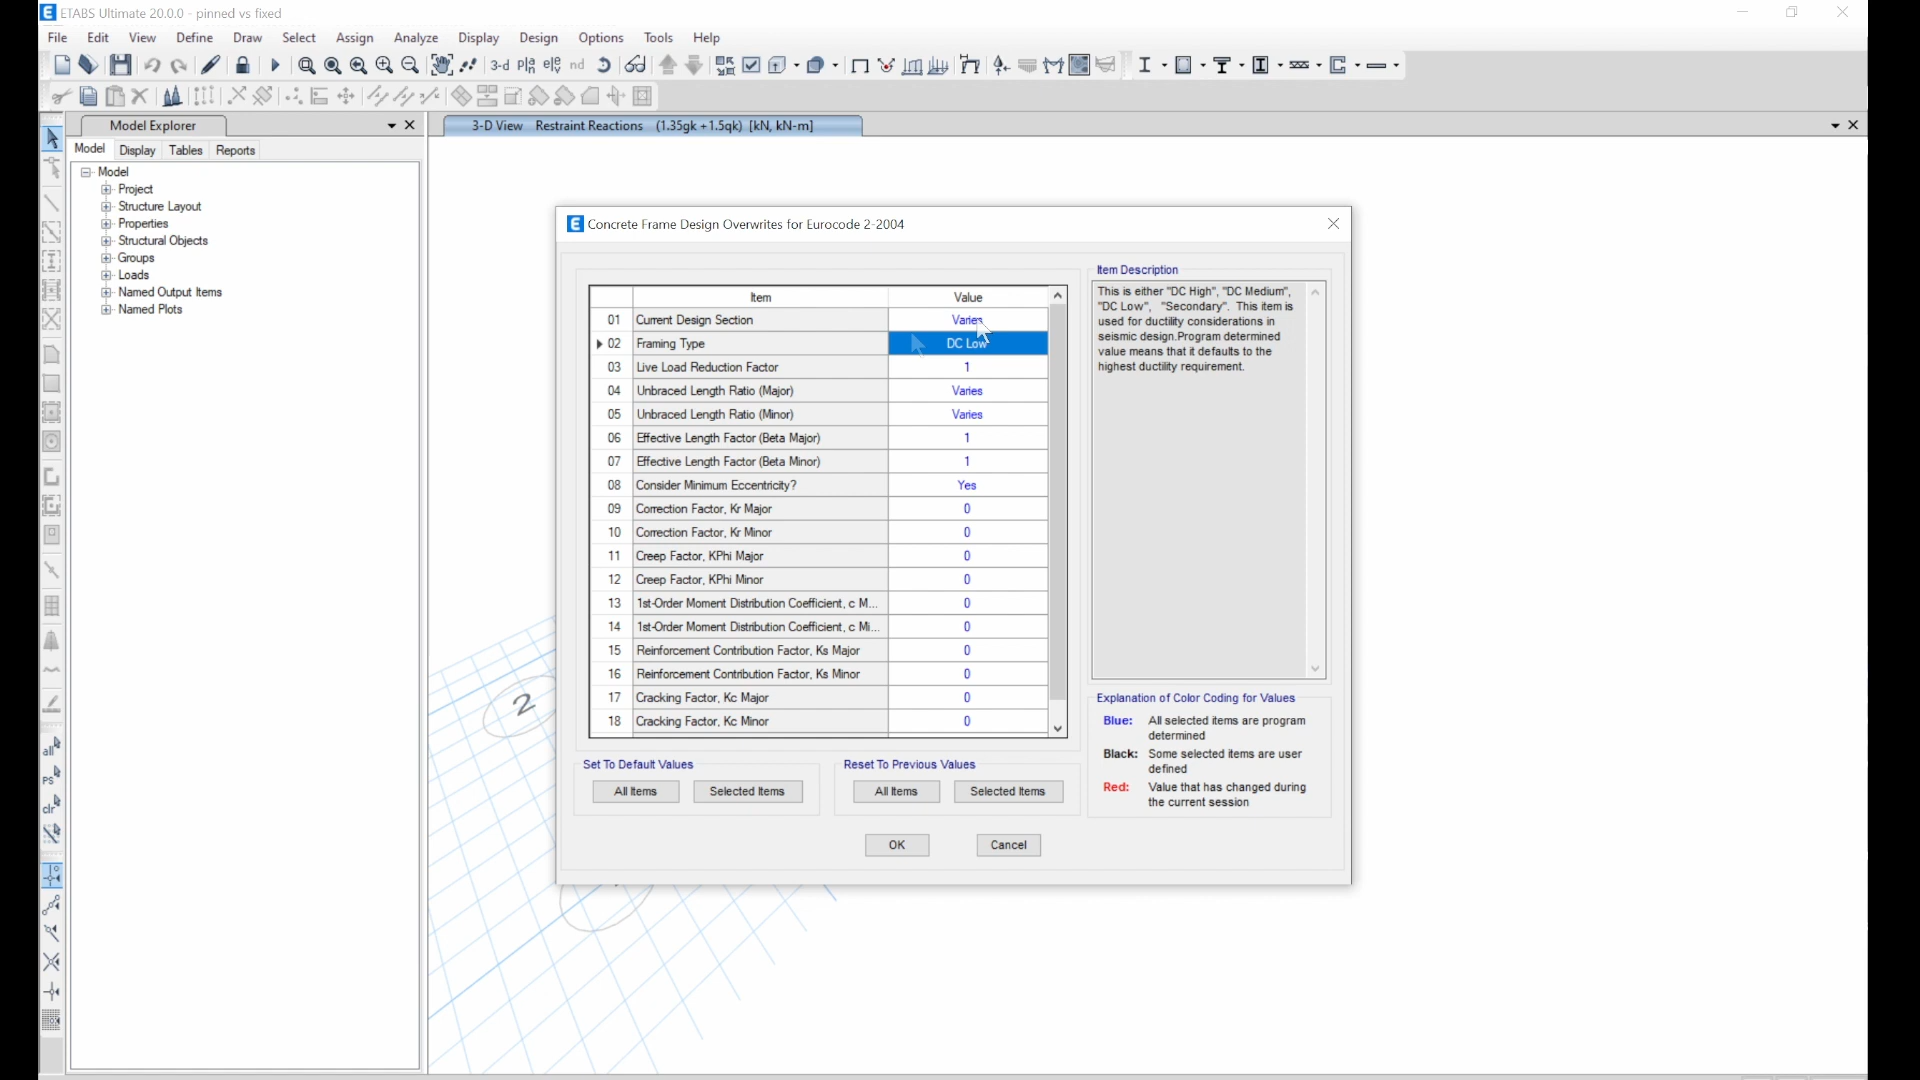 ETABS Ultimate 20.0.0 - pinned vs fixed
File Edit View Define Draw Select Assign Analyze Display Design Options Tools Help
3-d nd
Model Explorer
3-D View Restraint Reactions (1.35gk +1.5qk) [kN, kN-m]
Model Display Tables Reports
Model
Project
Structure Layout
Properties
Structural Objects
Groups
Loads
Named Output Items
Named Plots
all
PS
clr
2
Concrete Frame Design Overwrites for Eurocode 2-2004
Item Value
01 Current Design Section Varies
02 Framing Type DC Low
03 Live Load Reduction Factor 1
04 Unbraced Length Ratio (Major) Varies
05 Unbraced Length Ratio (Minor) Varies
06 Effective Length Factor (Beta Major) 1
07 Effective Length Factor (Beta Minor) 1
08 Consider Minimum Eccentricity? Yes
09 Correction Factor, Kr Major 0
10 Correction Factor, Kr Minor 0
11 Creep Factor, KPhi Major 0
12 Creep Factor, KPhi Minor 0
13 1st-Order Moment Distribution Coefficient, c M... 0
14 1st-Order Moment Distribution Coefficient, c Mi... 0
15 Reinforcement Contribution Factor, Ks Major 0
16 Reinforcement Contribution Factor, Ks Minor 0
17 Cracking Factor, Kc Major 0
18 Cracking Factor, Kc Minor 0
Set To Default Values
All Items Selected Items
Reset To Previous Values
All Items Selected Items
OK Cancel
Item Description
This is either "DC High", "DC Medium",
"DC Low", "Secondary". This item is
used for ductility considerations in
seismic design.Program determined
value means that it defaults to the
highest ductility requirement.
Explanation of Color Coding for Values
Blue: All selected items are program
determined
Black: Some selected items are user
defined
Red: Value that has changed during
the current session